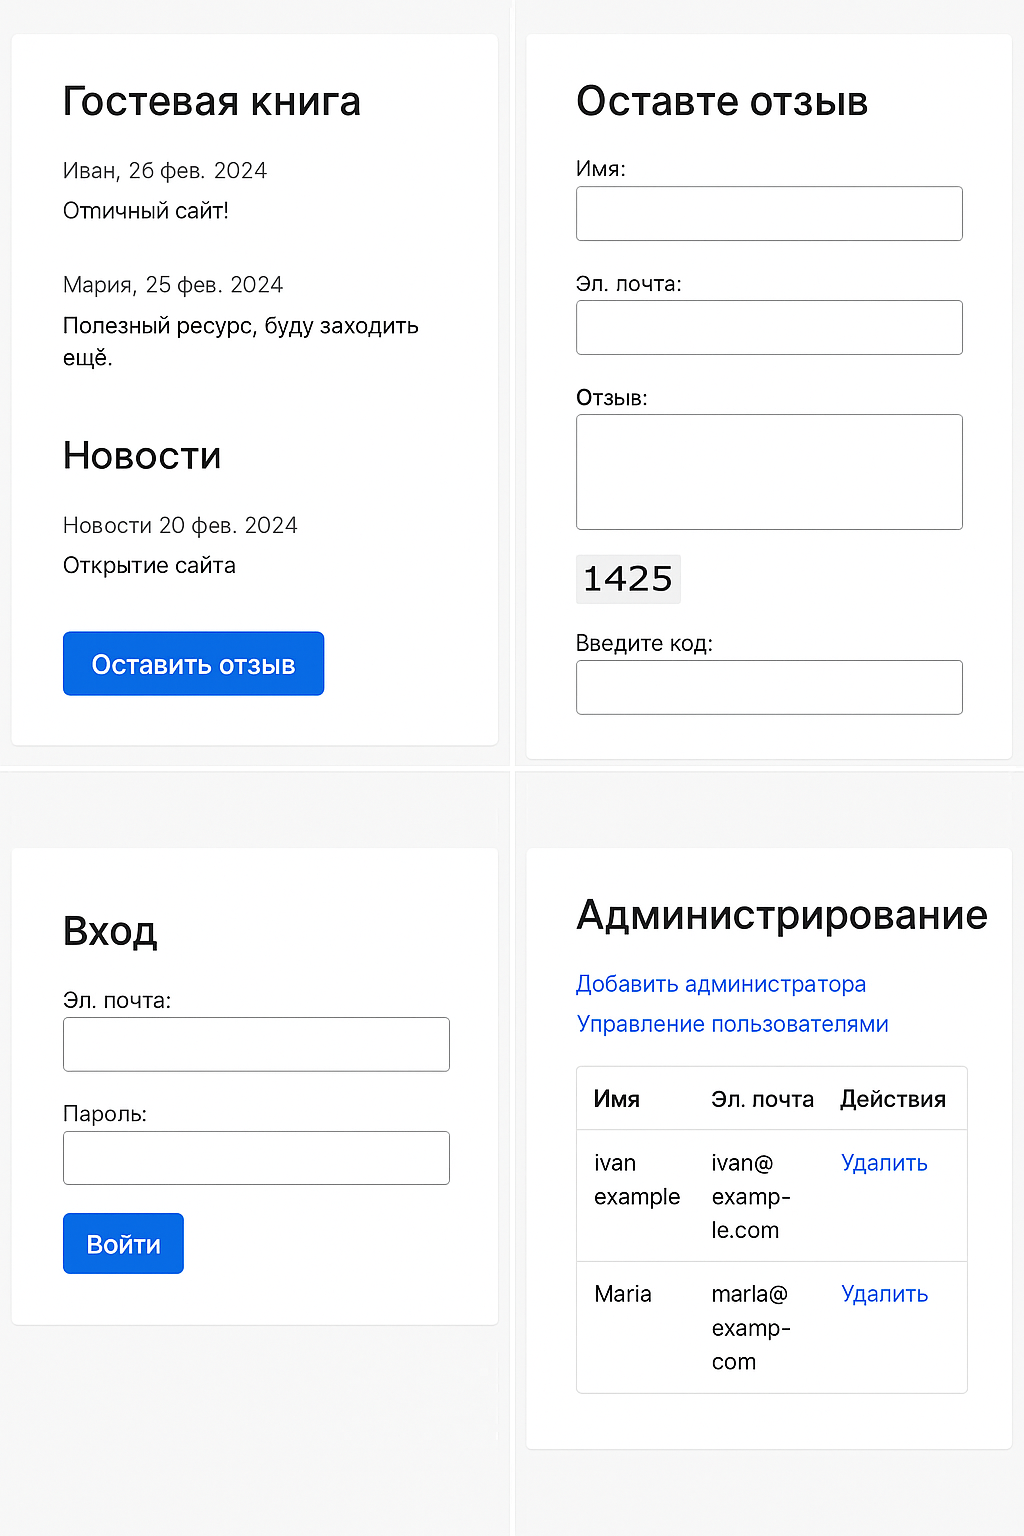 Гостевая книга
Иван, 26 фев. 2024
Отичный сайт!
Мария, 25 фев. 2024
Полезный ресурс, буду заходить
ещё.
Новости
Новости 20 фев. 2024
Открытие сайта
Оставить отзыв
Оставте отзыв
Имя:
Эл. почта:
Отзыв:
1425
Введите код:
Вход
Эл. почта:
Пароль:
Войти
Администрирование
Добавить администратора
Управление пользователями
Имя Эл. почта Действия
ivan ivan@ Удалить
example examp-
le.com
Maria marla@ Удалить
examp-
com